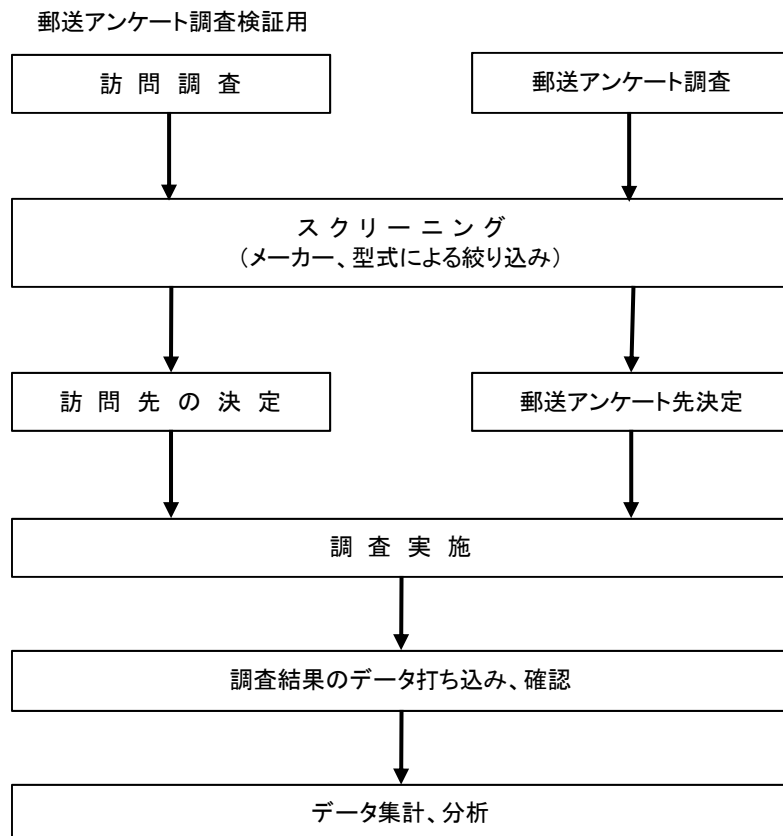 郵送アンケート調査検証用
訪 問 調 査
郵送アンケート調査
ス ク リ ー ニ ン グ
(メーカー、型式による絞り込み)
訪 問 先 の 決 定
郵送アンケート先決定
調 査 実 施
調査結果のデータ打ち込み、確認
データ集計、分析